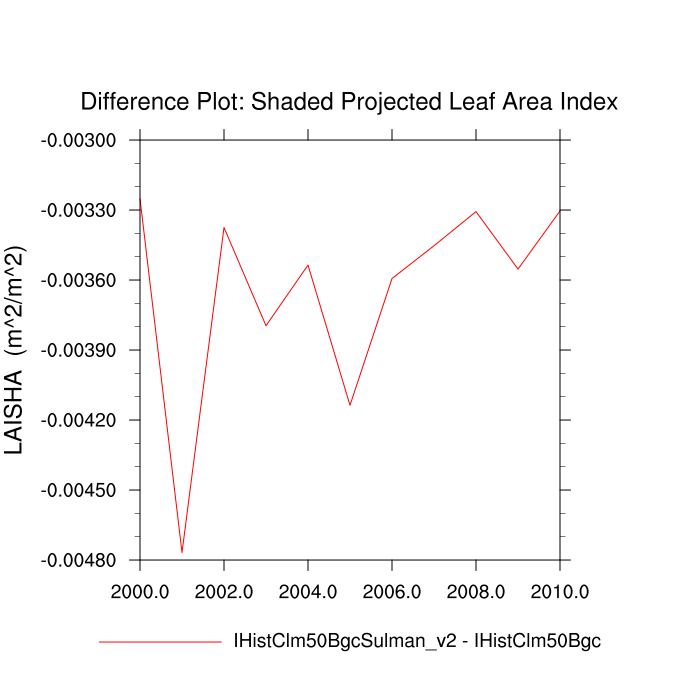 Difference Plot: Shaded Projected Leaf Area Index
-0.00300
-0.00330
-0.00360
-0.00390
-0.00420
-0.00450
-0.00480
LAISHA (m^2/m^2)
2000.0 2002.0 2004.0 2006.0 2008.0 2010.0
IHistClm50BgcSulman_v2 - IHistClm50Bgc